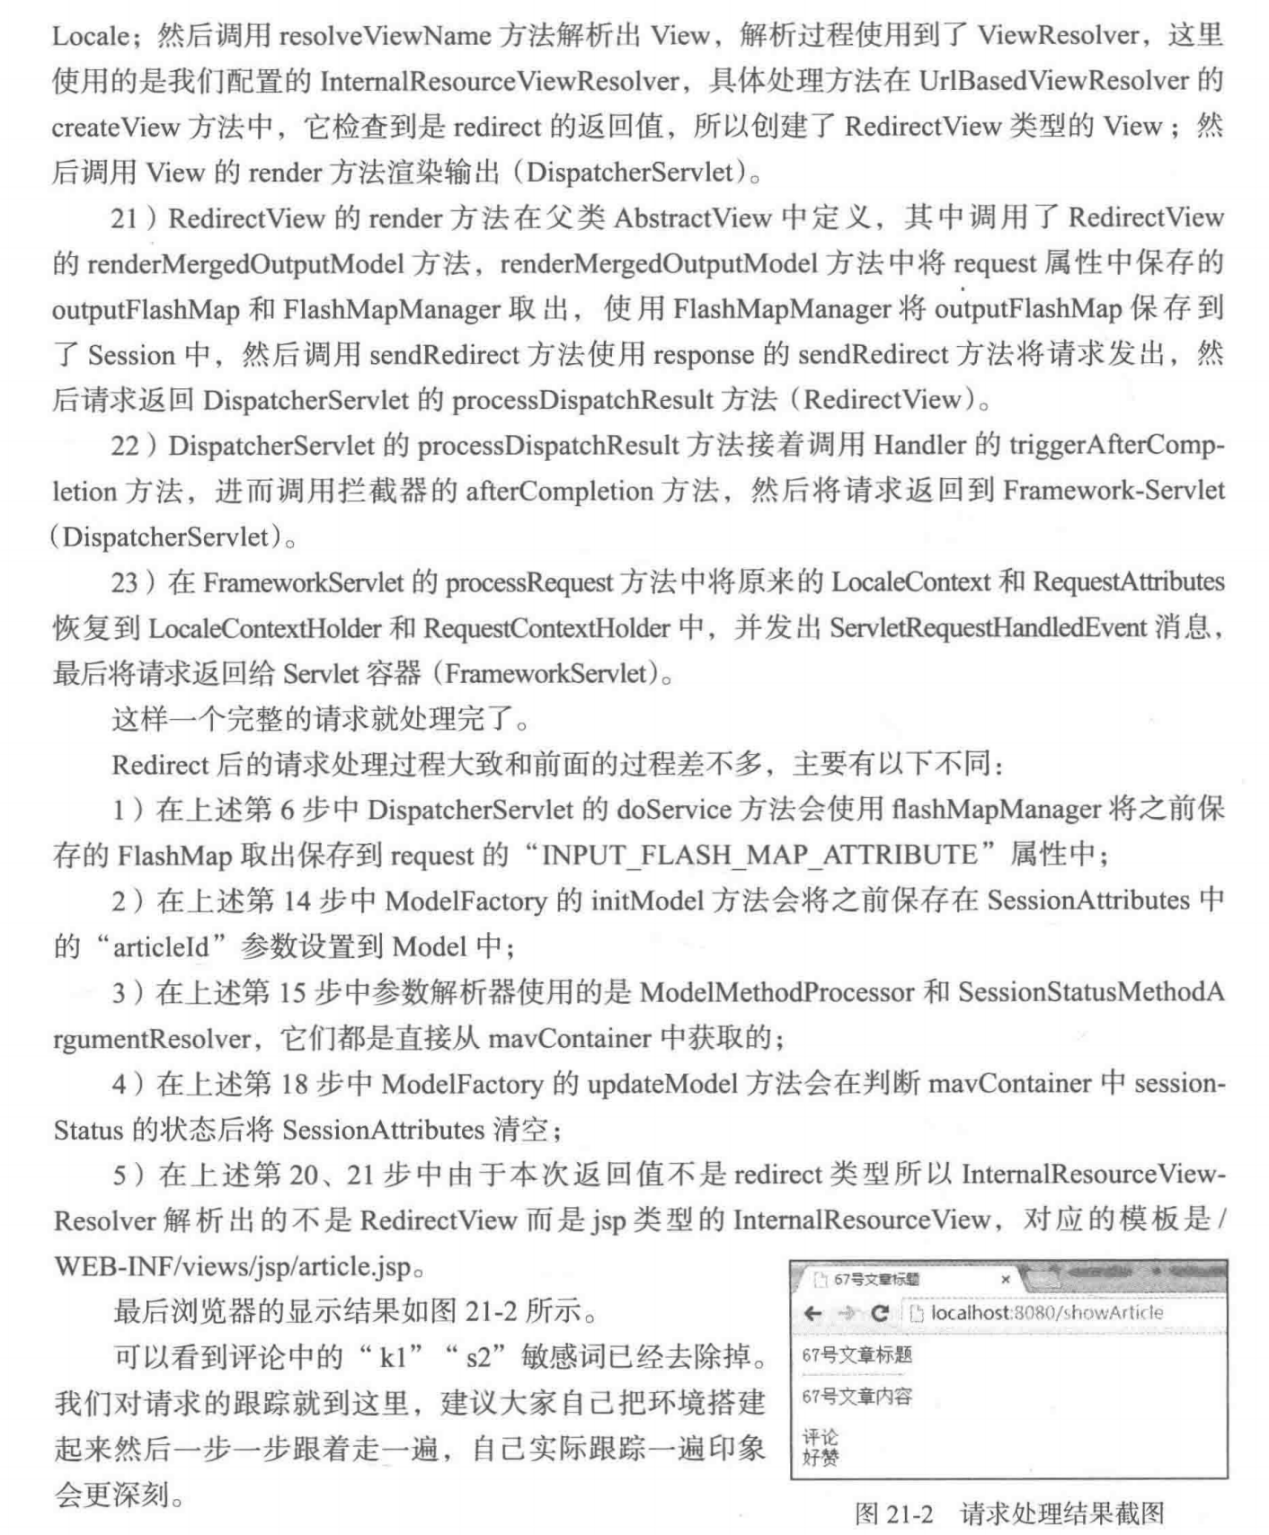 Locale；然后调用 resolveViewName 方法解析出 View，解析过程使用到了 ViewResolver，这里
使用的是我们配置的 InternalResourceViewResolver，具体处理方法在 UrlBasedViewResolver 的
createView 方法中，它检查到是 redirect 的返回值，所以创建了 RedirectView 类型的 View；然
后调用 View 的 render 方法渲染输出（DispatcherServlet）。
21）RedirectView 的 render 方法在父类 AbstractView 中定义，其中调用了 RedirectView
的 renderMergedOutputModel 方法，renderMergedOutputModel 方法中将 request 属性中保存的
outputFlashMap 和 FlashMapManager 取出，使用 FlashMapManager 将 outputFlashMap 保存到
了 Session 中，然后调用 sendRedirect 方法使用 response 的 sendRedirect 方法将请求发出，然
后请求返回 DispatcherServlet 的 processDispatchResult 方法（RedirectView）。
22）DispatcherServlet 的 processDispatchResult 方法接着调用 Handler 的 triggerAfterComp-
letion 方法，进而调用拦截器的 afterCompletion 方法，然后将请求返回到 Framework-Servlet
（DispatcherServlet）。
23）在 FrameworkServlet 的 processRequest 方法中将原来的 LocaleContext 和 RequestAttributes
恢复到 LocaleContextHolder 和 RequestContextHolder 中，并发出 ServletRequestHandledEvent 消息，
最后将请求返回给 Servlet 容器（FrameworkServlet）。
这样一个完整的请求就处理完了。
Redirect 后的请求处理过程大致和前面的过程差不多，主要有以下不同：
1）在上述第 6 步中 DispatcherServlet 的 doService 方法会使用 flashMapManager 将之前保
存的 FlashMap 取出保存到 request 的“INPUT_FLASH_MAP_ATTRIBUTE”属性中；
2）在上述第 14 步中 ModelFactory 的 initModel 方法会将之前保存在 SessionAttributes 中
的“articleId”参数设置到 Model 中；
3）在上述第 15 步中参数解析器使用的是 ModelMethodProcessor 和 SessionStatusMethodA
rgumentResolver，它们都是直接从 mavContainer 中获取的；
4）在上述第 18 步中 ModelFactory 的 updateModel 方法会在判断 mavContainer 中 session-
Status 的状态后将 SessionAttributes 清空；
5）在上述第 20、21 步中由于本次返回值不是 redirect 类型所以 InternalResourceView-
Resolver 解析出的不是 RedirectView 而是 jsp 类型的 InternalResourceView，对应的模板是 /
WEB-INF/views/jsp/article.jsp。
最后浏览器的显示结果如图 21-2 所示。
可以看到评论中的“k1”“s2”敏感词已经去除掉。
我们对请求的跟踪就到这里，建议大家自己把环境搭建
起来然后一步一步跟着走一遍，自己实际跟踪一遍印象
会更深刻。
67号文章标题
localhost:8080/showArticle
67号文章标题
67号文章内容
评论
好赞
图 21-2 请求处理结果截图